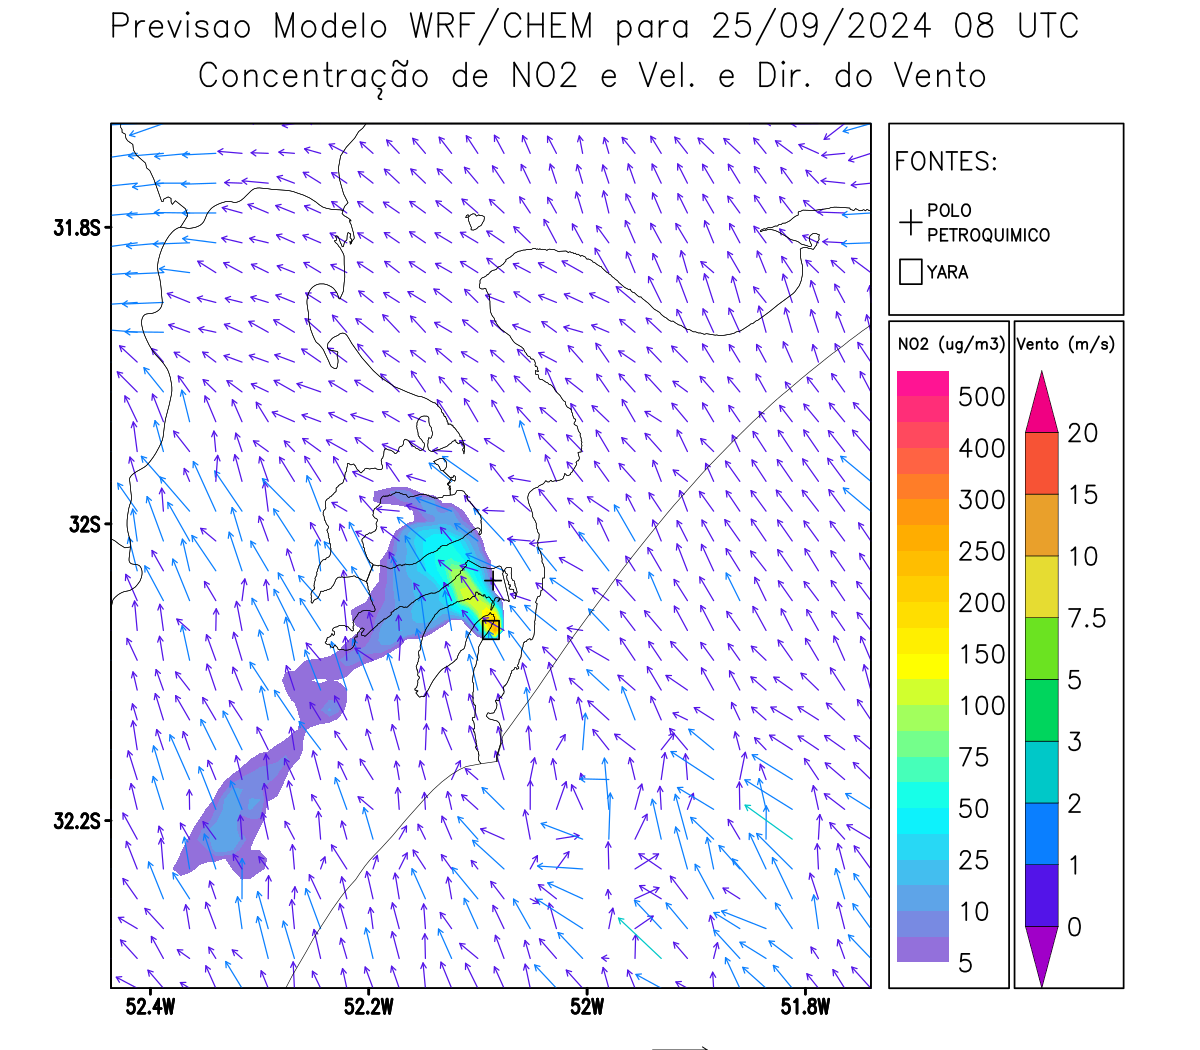 Previsao Modelo WRF/CHEM para 25/09/2024 08 UTC
Concentração de NO2 e Vel. e Dir. do Vento
FONTES:
POLO
PETROQUIMICO
YARA
NO2 (ug/m3)
500
400
300
250
200
150
100
75
50
25
10
5
Vento (m/s)
20
15
10
7.5
5
3
2
1
0
31.8S
32S
32.2S
52.4W
52.2W
52W
51.8W